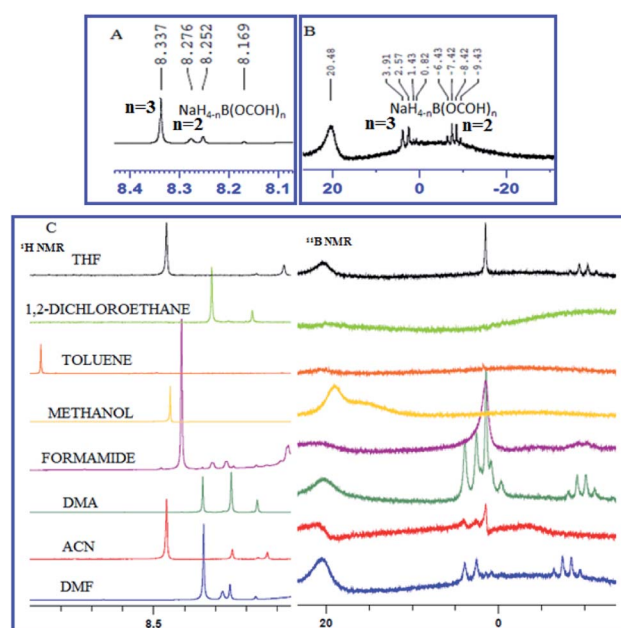 A
8.337
8.276
8.252
8.169
n=3
NaH4-nB(OCOH)n
n=2
8.4 8.3 8.2 8.1
B
20.48
3.91
2.57
1.43
0.82
-6.43
-7.42
-8.42
-9.43
NaH4-nB(OCOH)n
n=3
n=2
20 0 -20
C
¹H NMR
¹¹B NMR
THF
1,2-DICHLOROETHANE
TOLUENE
METHANOL
FORMAMIDE
DMA
ACN
DMF
8.5
20 0